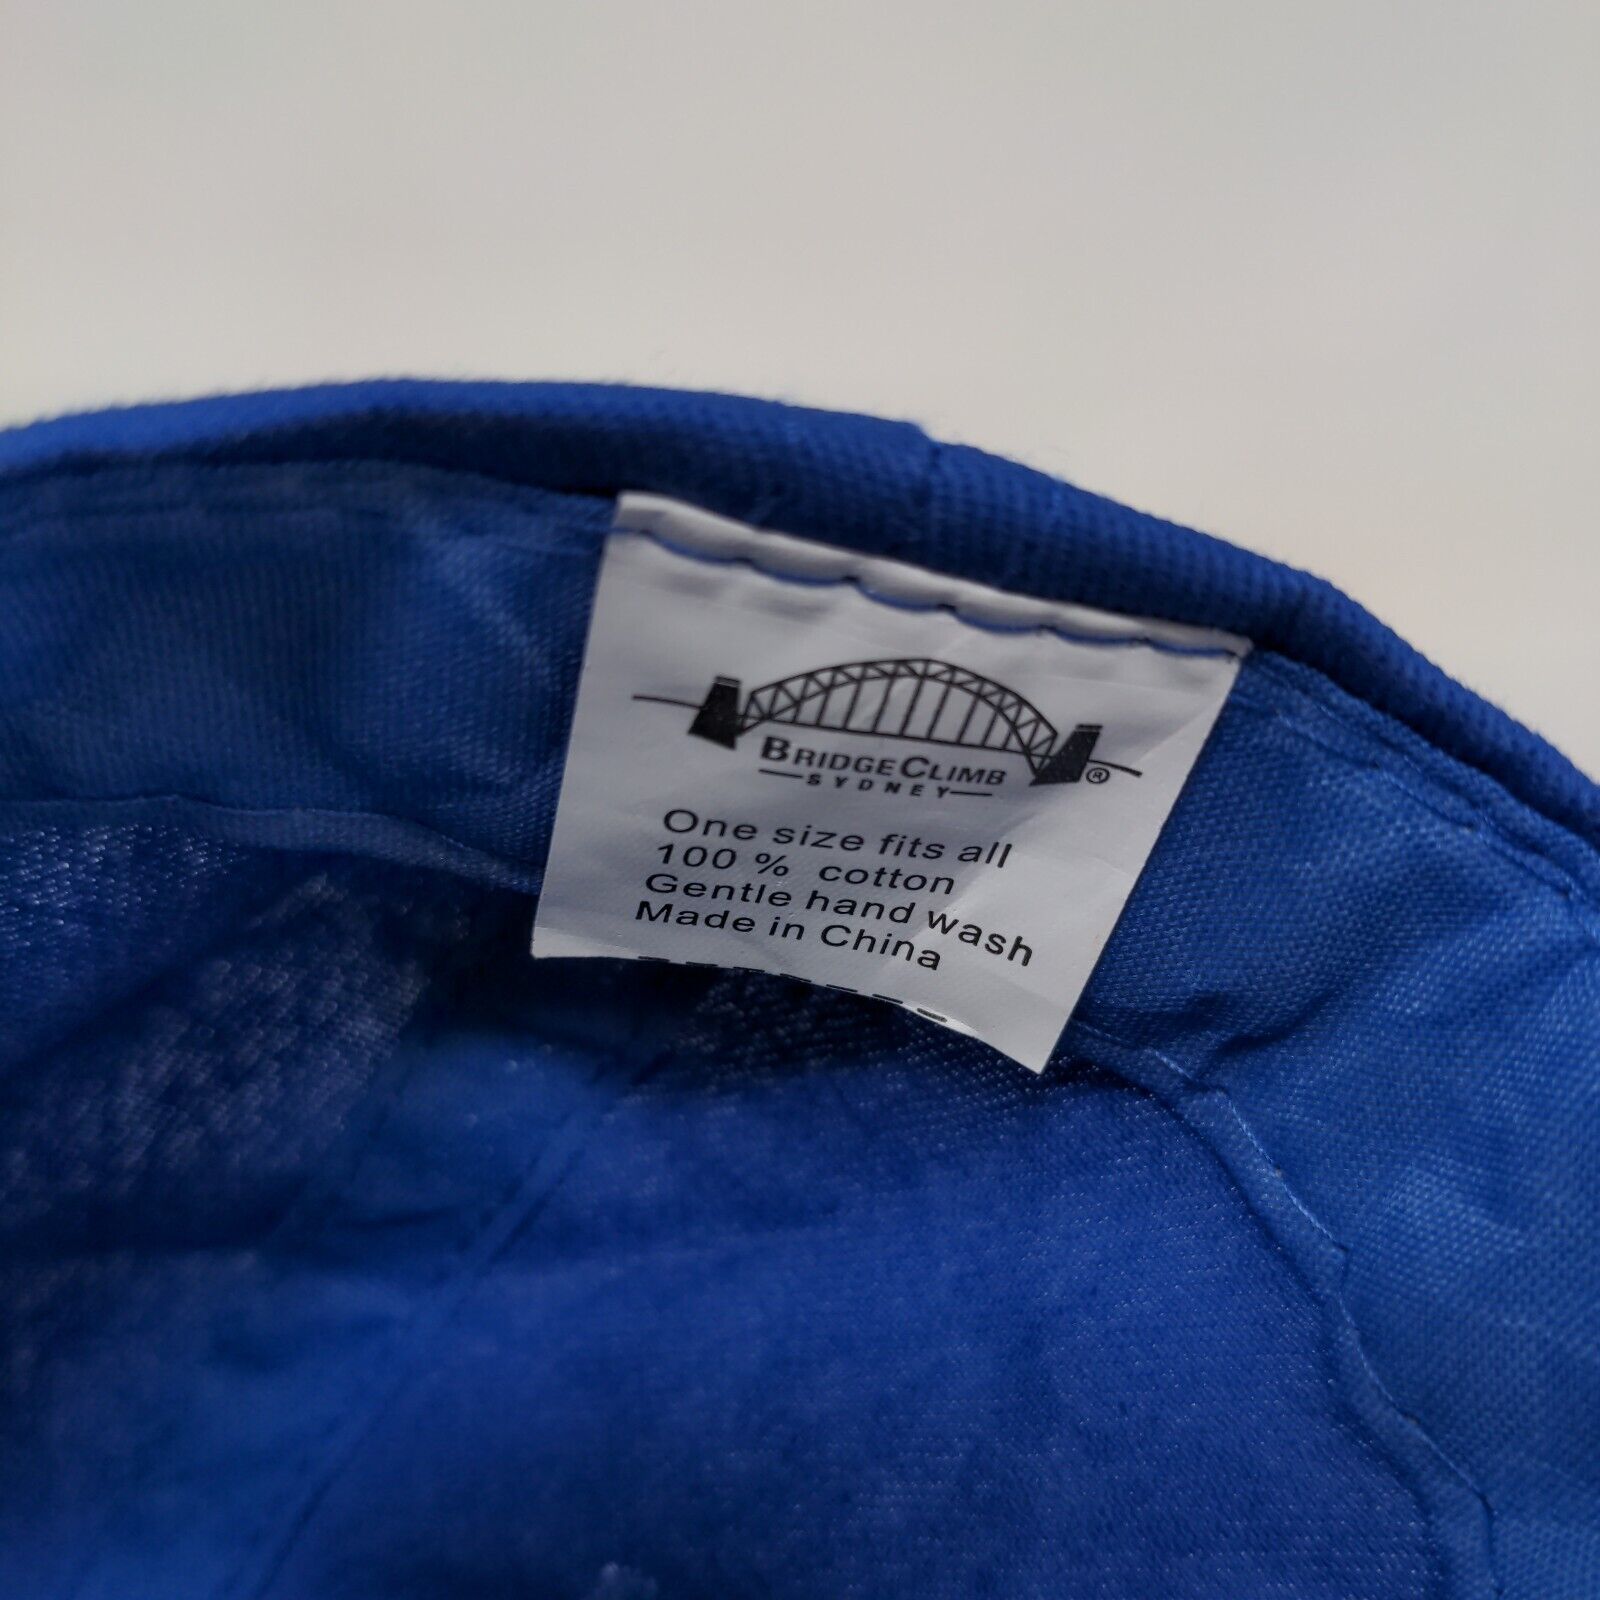 BRIDGECLIMB ®
SYDNEY
One size fits all
100 % cotton
Gentle hand wash
Made in China